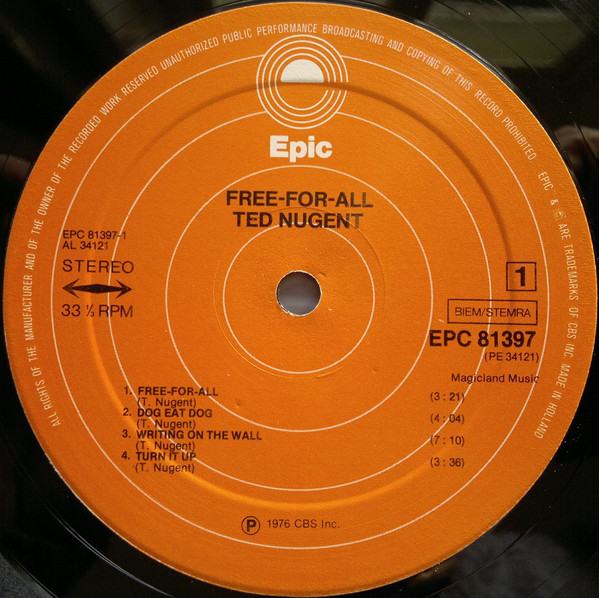 ALL RIGHTS OF THE MANUFACTURER AND OF THE OWNER OF THE RECORDED WORK RESERVED UNAUTHORIZED PUBLIC PERFORMANCE BROADCASTING AND COPYING OF THIS RECORD PROHIBITED. EPIC & Ⓟ ARE TRADEMARKS OF CBS INC. MADE IN HOLLAND
Epic
FREE-FOR-ALL
TED NUGENT
EPC 81397-1
AL 34121
STEREO
33 ⅓ RPM
1
BIEM/STEMRA
EPC 81397
(PE 34121)
Magicland Music
1. FREE-FOR-ALL
(T. Nugent) (3 : 21)
2. DOG EAT DOG
(T. Nugent) (4 : 04)
3. WRITING ON THE WALL
(T. Nugent) (7 : 10)
4. TURN IT UP
(T. Nugent) (3 : 36)
Ⓟ 1976 CBS Inc.